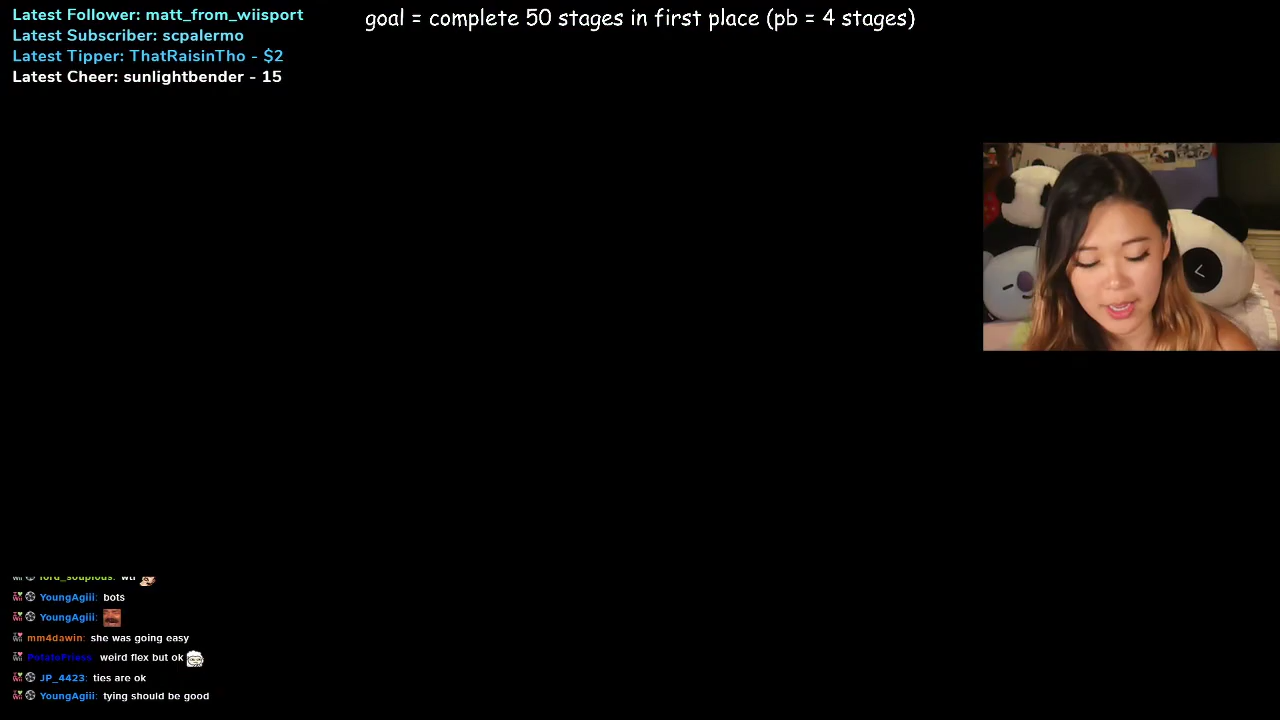 Latest Follower: matt_from_wiisport
Latest Subscriber: scpalermo
Latest Tipper: ThatRaisinTho - $2
Latest Cheer: sunlightbender - 15
goal = complete 50 stages in first place (pb = 4 stages)
YoungAgiii: bots
YoungAgiii:
mm4dawin: she was going easy
weird flex but ok
JP_4423: ties are ok
YoungAgiii: tying should be good